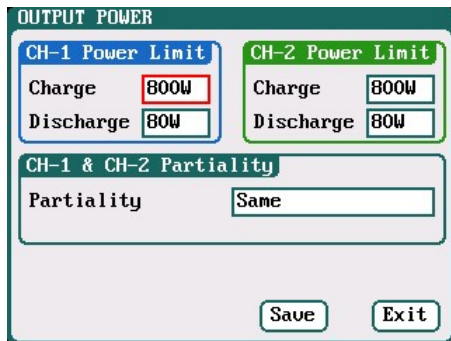 OUTPUT POWER
CH-1 Power Limit
Charge 800W
Discharge 80W
CH-2 Power Limit
Charge 800W
Discharge 80W
CH-1 & CH-2 Partiality
Partiality Same
Save Exit